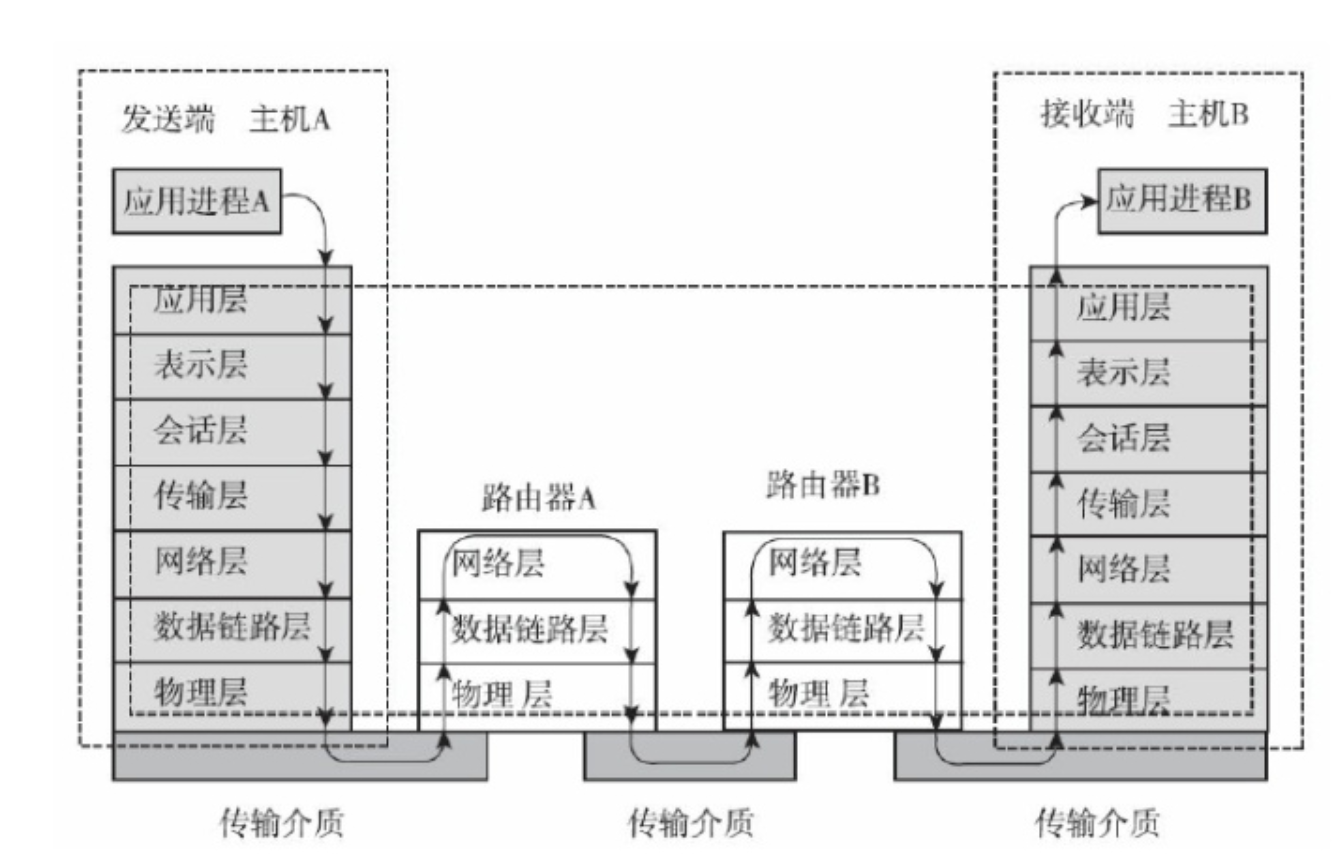 发送端 主机A
接收端 主机B
应用进程A
应用进程B
应用层
表示层
会话层
传输层
网络层
数据链路层
物理层
路由器A
网络层
数据链路层
物理 层
路由器B
网络层
数据链路层
物理 层
应用层
表示层
会话层
传输层
网络层
数据链路层
物理层
传输介质
传输介质
传输介质